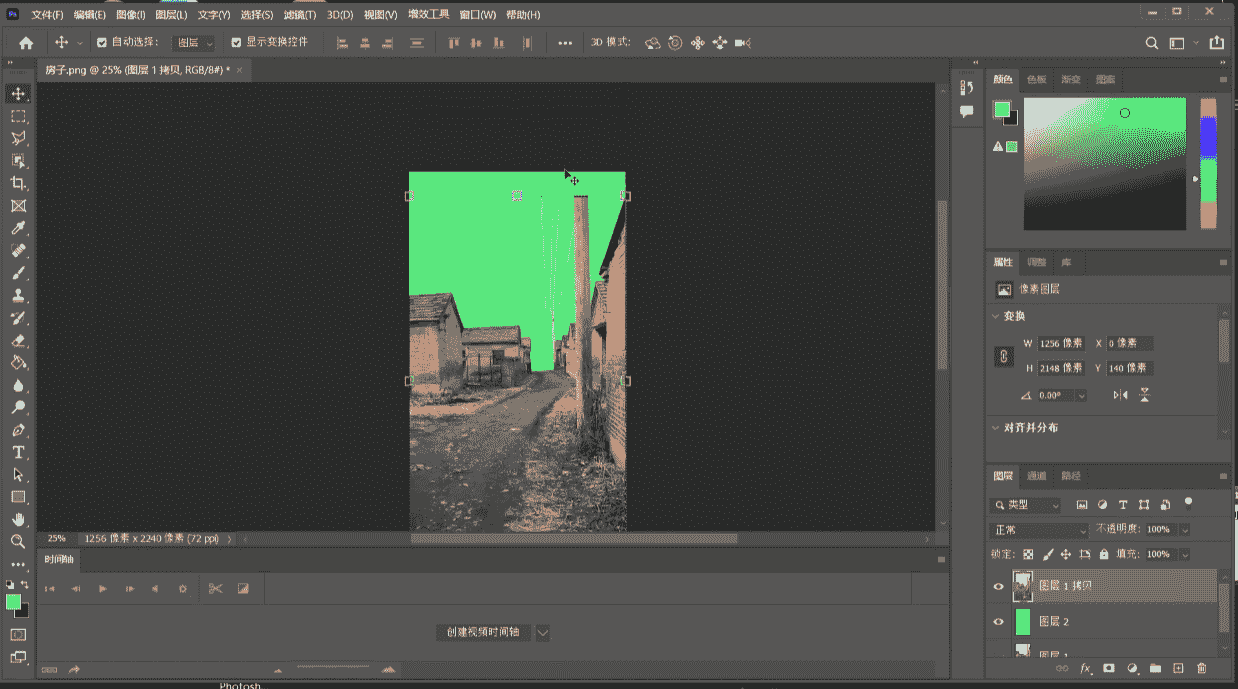 Ps 文件(F) 编辑(E) 图像(I) 图层(L) 文字(Y) 选择(S) 滤镜(T) 3D(D) 视图(V) 增效工具 窗口(W) 帮助(H)
自动选择: 图层 显示变换控件 3D 模式:
房子.png @ 25% (图层 1 拷贝, RGB/8#) * ×
颜色 色板 渐变 图案
属性 调整 库
像素图层
变换
W 1256 像素 X 0 像素
H 2148 像素 Y 140 像素
0.00°
对齐并分布
图层 通道 路径
类型
正常 不透明度: 100%
锁定: 填充: 100%
图层 1 拷贝
图层 2
图层 1
25% 1256 像素 x 2240 像素 (72 ppi)
时间轴
创建视频时间轴
Photosh